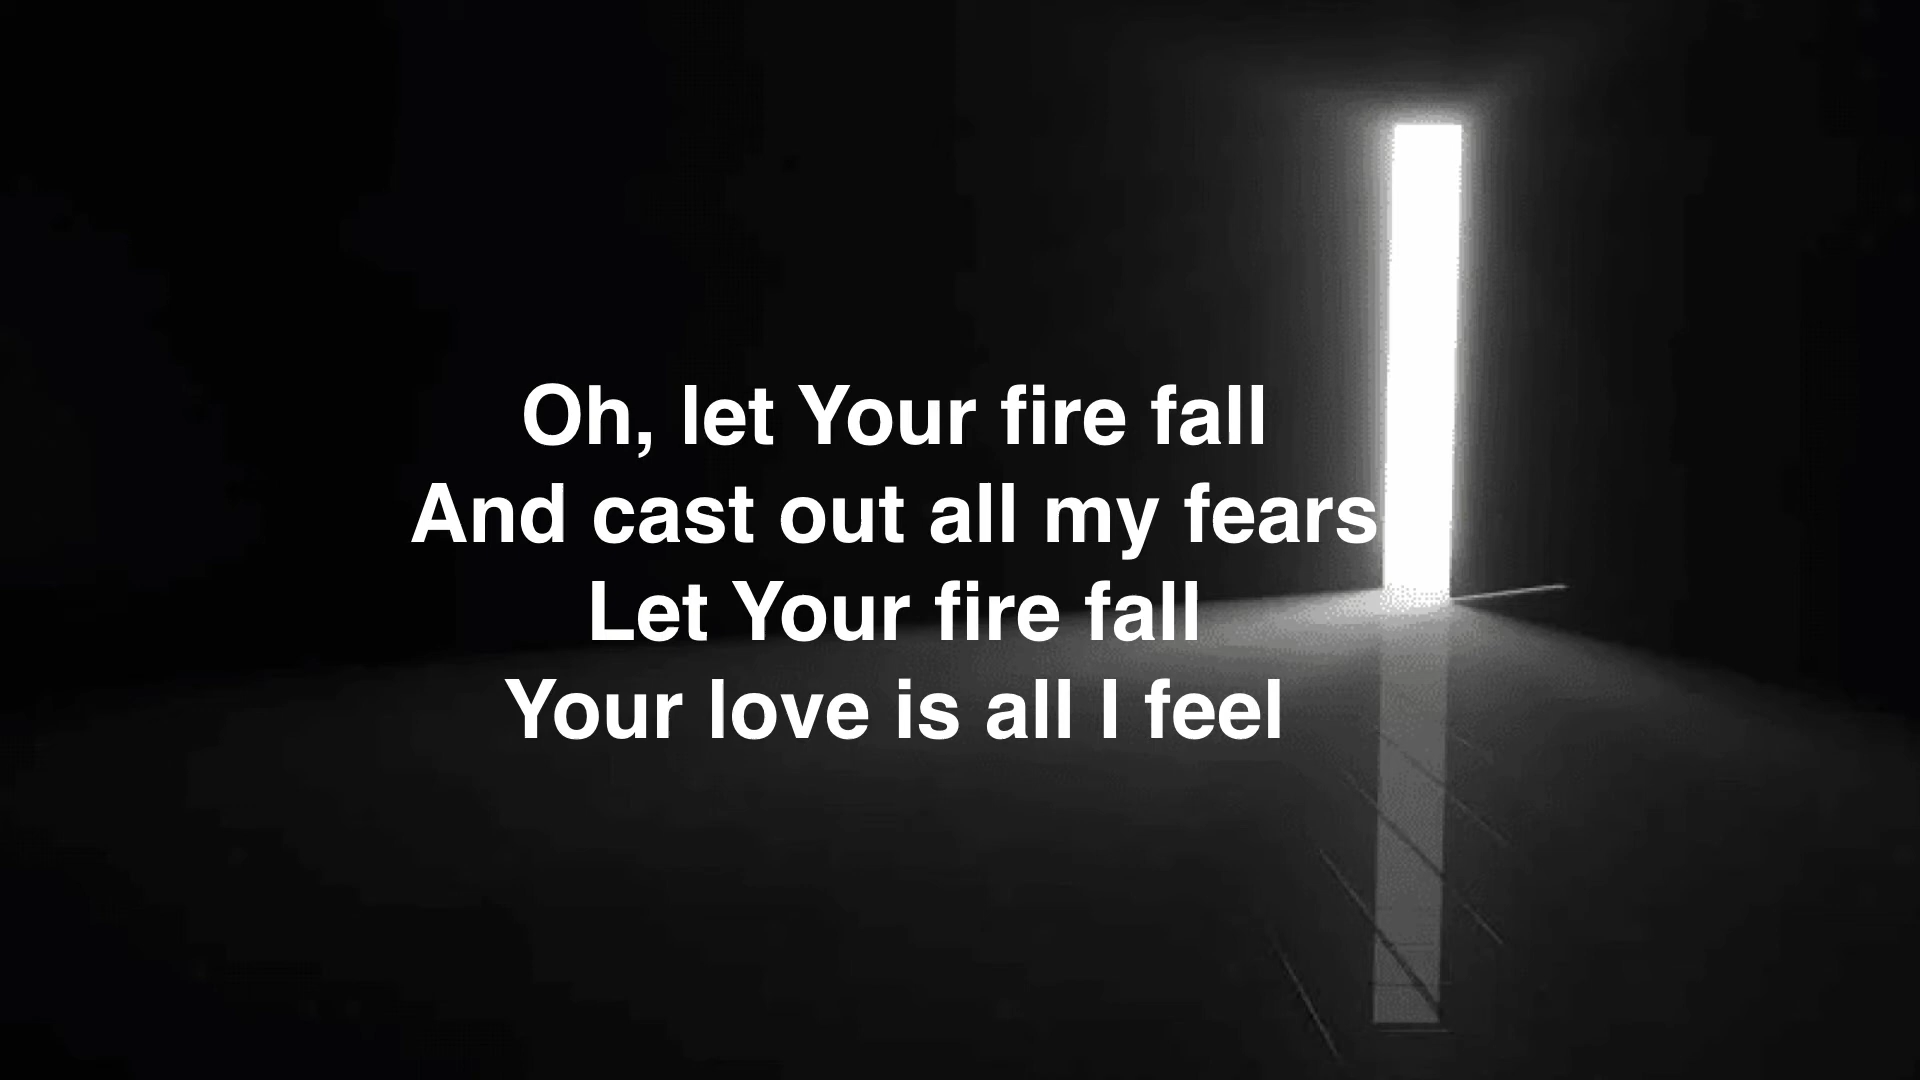 Oh, let Your fire fall
And cast out all my fears
Let Your fire fall
Your love is all I feel